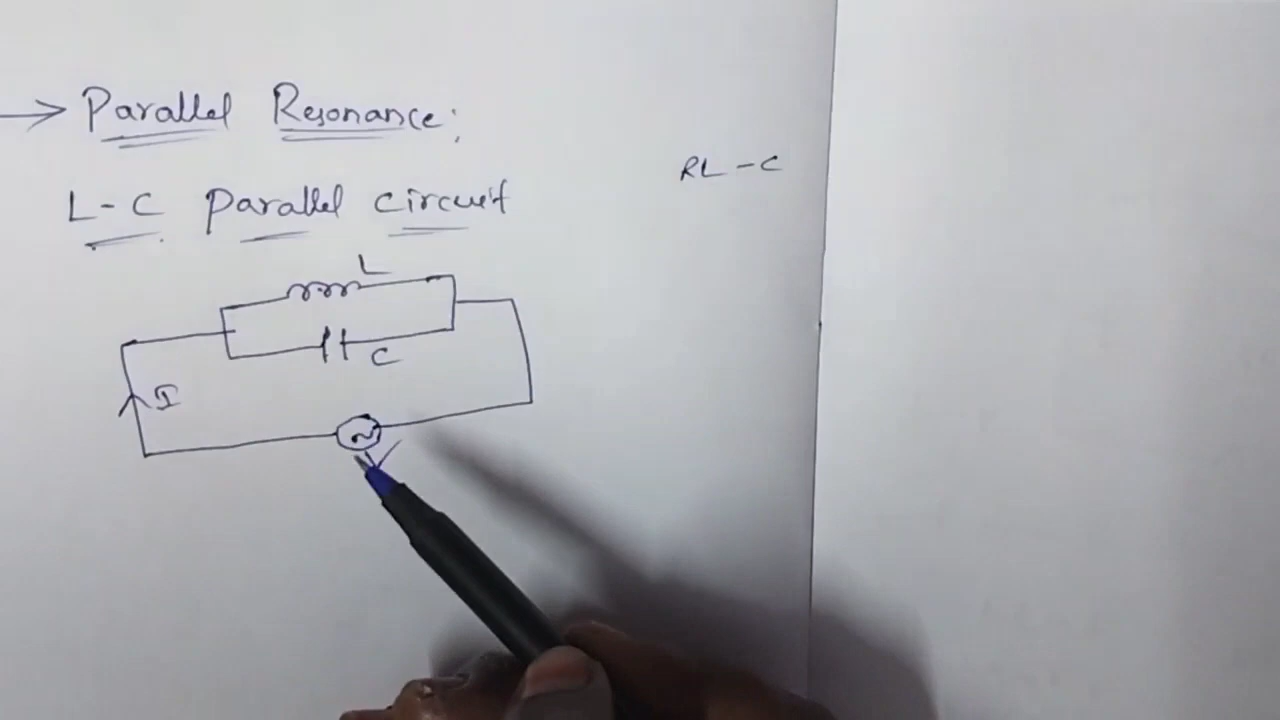 → Parallel Resonance:
RL - C
L - C Parallel circuit
L
C
I
V